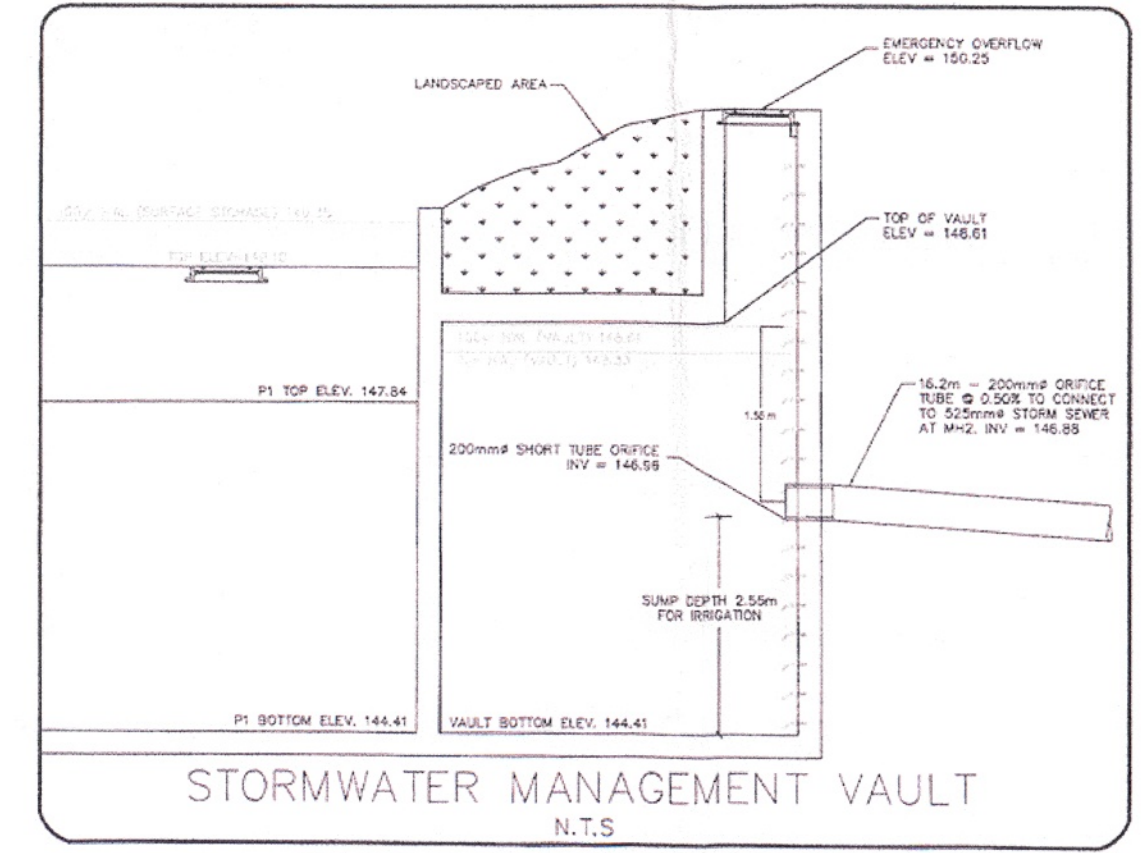 EMERGENCY OVERFLOW
ELEV = 150.25
LANDSCAPED AREA
TOP OF VAULT
ELEV = 148.61
P1 TOP ELEV. 147.84
16.2m - 200mmø ORIFICE
TUBE @ 0.50% TO CONNECT
TO 525mmø STORM SEWER
AT MH2. INV = 146.88
200mmø SHORT TUBE ORIFICE
INV = 146.96
SUMP DEPTH 2.55m
FOR IRRIGATION
P1 BOTTOM ELEV. 144.41
VAULT BOTTOM ELEV. 144.41
STORMWATER MANAGEMENT VAULT
N.T.S